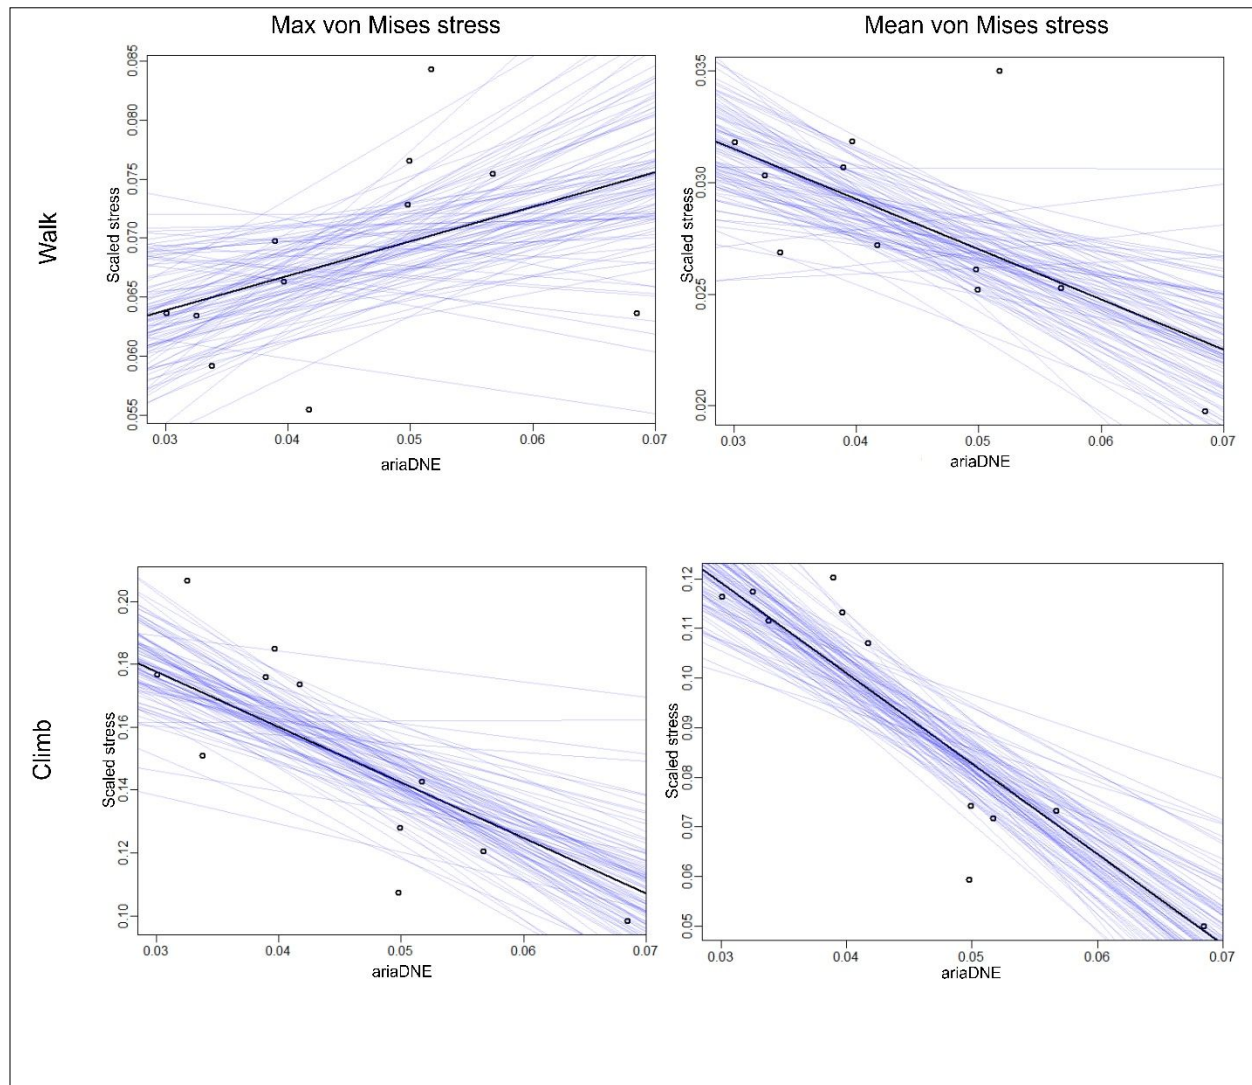 Max von Mises stress
Mean von Mises stress
Walk
Scaled stress
0.085
0.080
0.075
0.070
0.065
0.060
0.055
0.03 0.04 0.05 0.06 0.07
ariaDNE
Scaled stress
0.035
0.030
0.025
0.020
0.03 0.04 0.05 0.06 0.07
ariaDNE
Climb
Scaled stress
0.20
0.18
0.16
0.14
0.12
0.10
0.03 0.04 0.05 0.06 0.07
ariaDNE
Scaled stress
0.12
0.11
0.10
0.09
0.08
0.07
0.06
0.05
0.03 0.04 0.05 0.06 0.07
ariaDNE